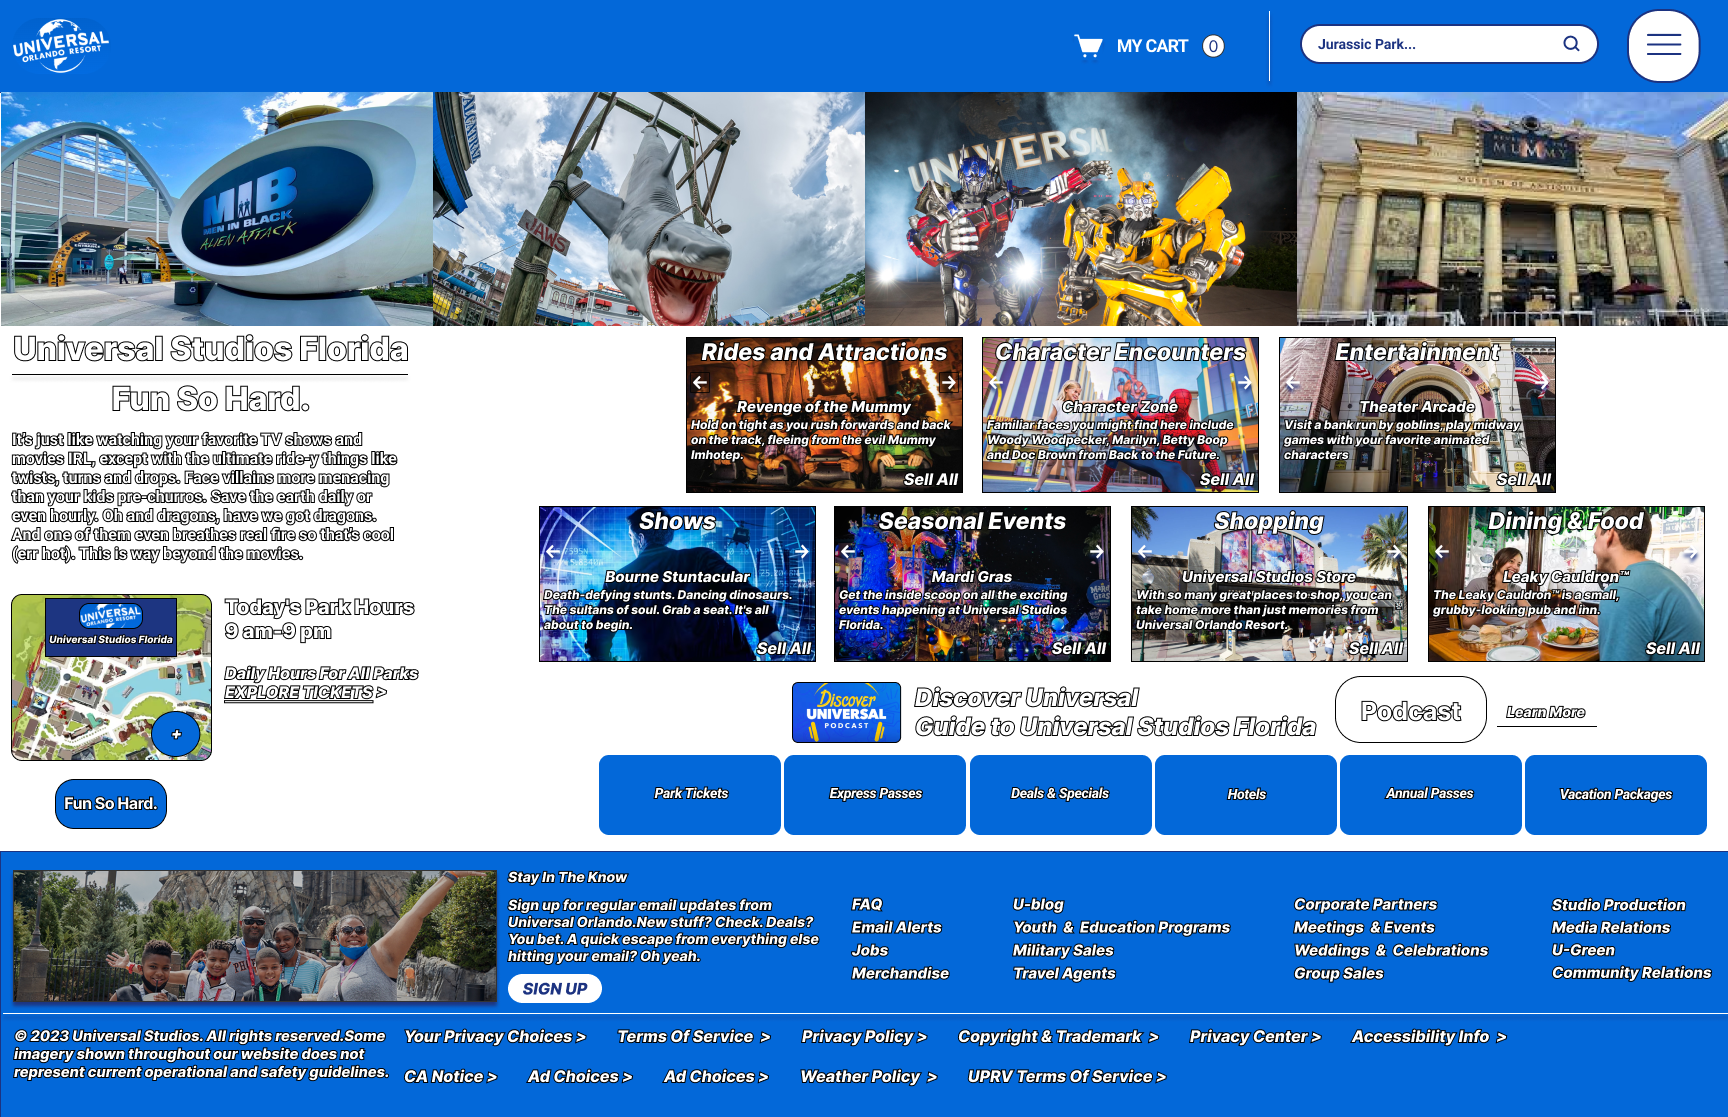 UNIVERSAL
ORLANDO RESORT
MY CART 0
Jurassic Park...
MIB
MEN IN BLACK
ALIEN ATTACK
JAWS
UNIVERSAL
REVENGE OF THE
MUMMY
MUSEUM OF ANTIQUITIES
Universal Studios Florida
Fun So Hard.
It's just like watching your favorite TV shows and
movies IRL, except with the ultimate ride-y things like
twists, turns and drops. Face villains more menacing
than your kids pre-churros. Save the earth daily or
even hourly. Oh and dragons, have we got dragons.
And one of them even breathes real fire so that's cool
(err hot). This is way beyond the movies.
UNIVERSAL
ORLANDO RESORT
Universal Studios Florida
+
Today's Park Hours
9 am-9 pm
Daily Hours For All Parks
EXPLORE TICKETS >
Fun So Hard.
Rides and Attractions
Revenge of the Mummy
Hold on tight as you rush forwards and back
on the track, fleeing from the evil Mummy
Imhotep.
Sell All
Character Encounters
Character Zone
Familiar faces you might find here include
Woody Woodpecker, Marilyn, Betty Boop
and Doc Brown from Back to the Future.
Sell All
Entertainment
Theater Arcade
Visit a bank run by goblins, play midway
games with your favorite animated
characters
Sell All
Shows
Bourne Stuntacular
Death-defying stunts. Dancing dinosaurs.
The sultans of soul. Grab a seat. It's all
about to begin.
Sell All
Seasonal Events
Mardi Gras
Get the inside scoop on all the exciting
events happening at Universal Studios
Florida.
Sell All
Shopping
Universal Studios Store
With so many great places to shop, you can
take home more than just memories from
Universal Orlando Resort.
Sell All
Dining & Food
Leaky Cauldron™
The Leaky Cauldron™ is a small,
grubby-looking pub and inn.
Sell All
Discover
UNIVERSAL
PODCAST
Discover Universal
Guide to Universal Studios Florida
Podcast
Learn More
Park Tickets
Express Passes
Deals & Specials
Hotels
Annual Passes
Vacation Packages
Stay In The Know
Sign up for regular email updates from
Universal Orlando.New stuff? Check. Deals?
You bet. A quick escape from everything else
hitting your email? Oh yeah.
SIGN UP
FAQ
Email Alerts
Jobs
Merchandise
U-blog
Youth & Education Programs
Military Sales
Travel Agents
Corporate Partners
Meetings & Events
Weddings & Celebrations
Group Sales
Studio Production
Media Relations
U-Green
Community Relations
© 2023 Universal Studios. All rights reserved.Some
imagery shown throughout our website does not
represent current operational and safety guidelines.
Your Privacy Choices >
Terms Of Service >
Privacy Policy >
Copyright & Trademark >
Privacy Center >
Accessibility Info >
CA Notice >
Ad Choices >
Ad Choices >
Weather Policy >
UPRV Terms Of Service >